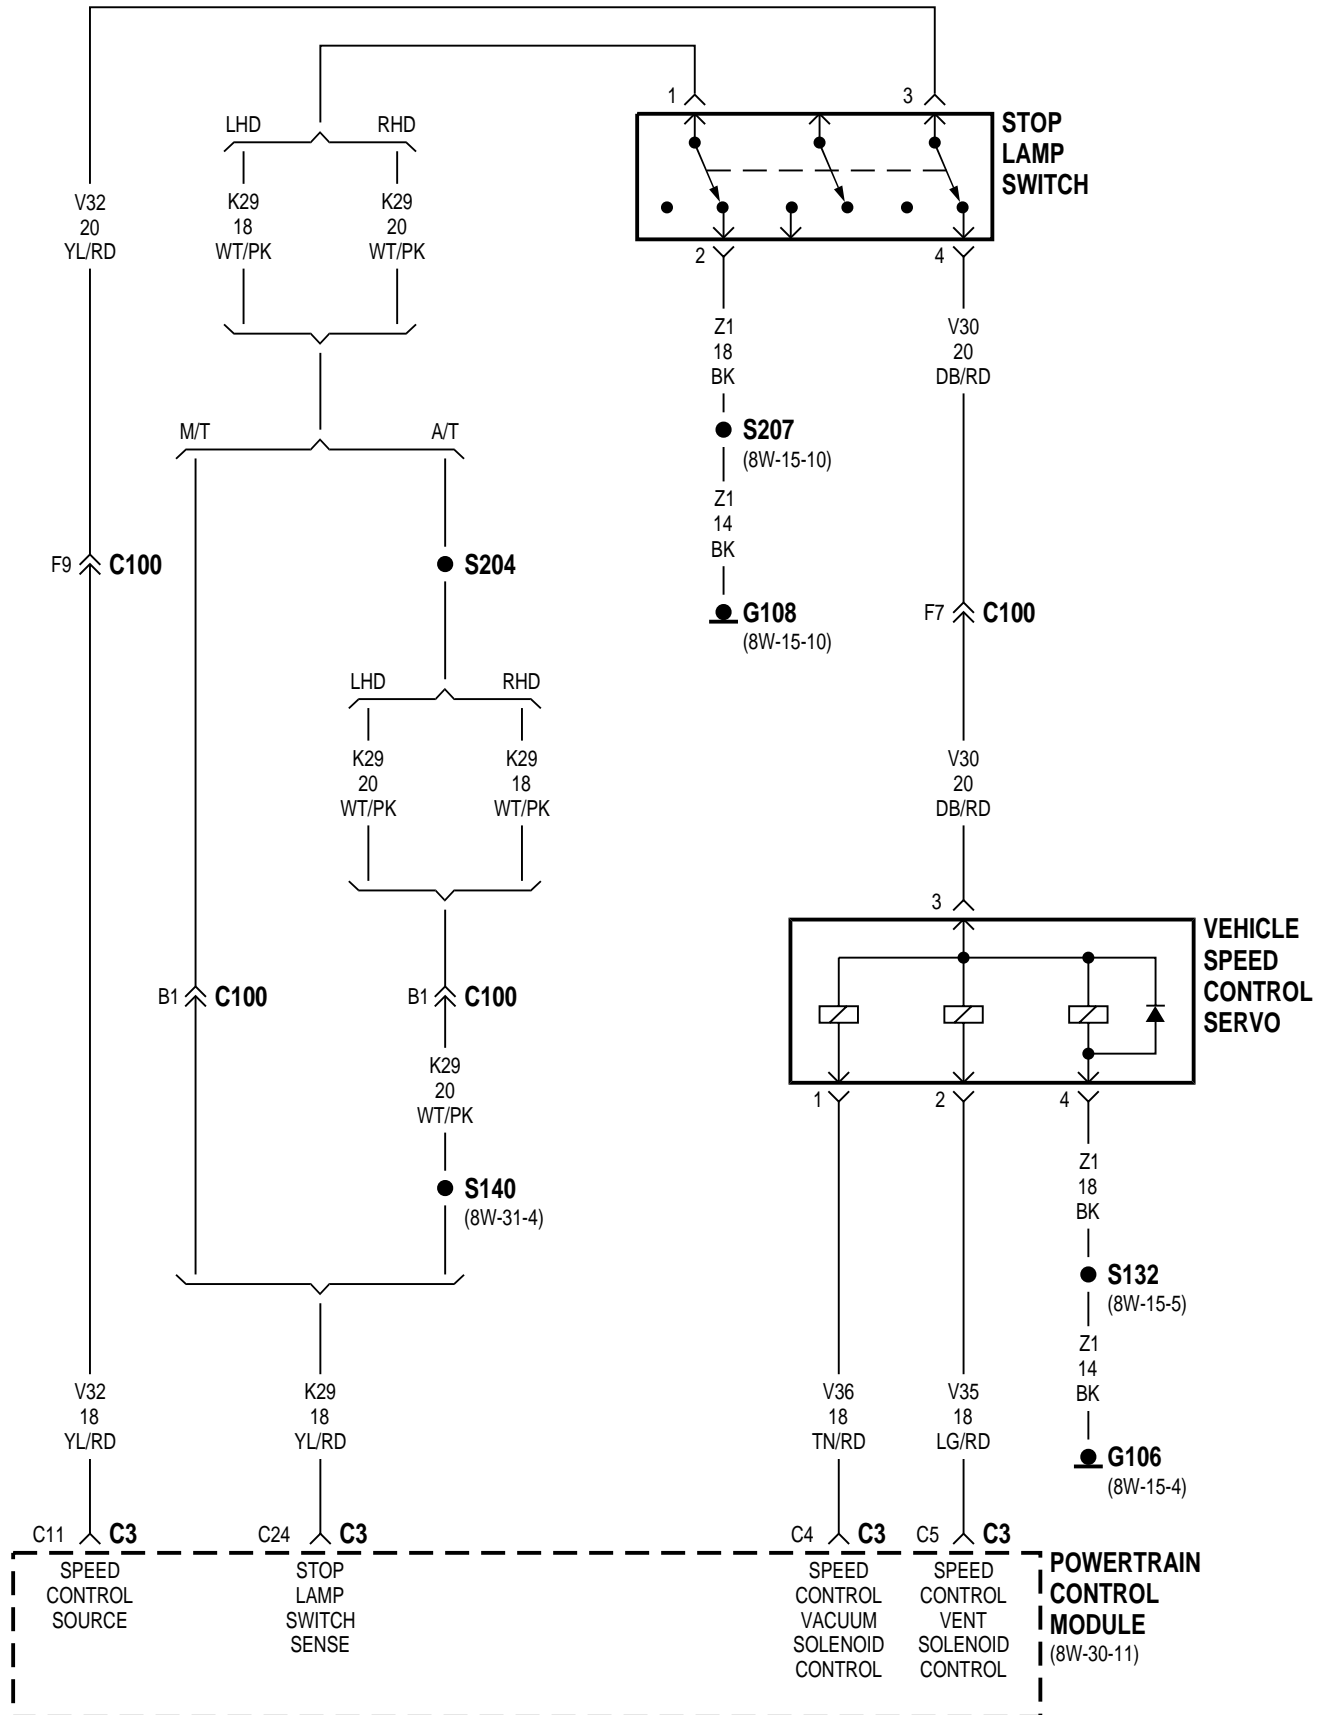 1
3
STOP
LAMP
SWITCH
LHD
RHD
V32
20
YL/RD
K29
18
WT/PK
K29
20
WT/PK
2
4
Z1
18
BK
V30
20
DB/RD
M/T
A/T
S207
(8W-15-10)
Z1
14
BK
F9
C100
S204
G108
(8W-15-10)
F7
C100
LHD
RHD
K29
20
WT/PK
K29
18
WT/PK
V30
20
DB/RD
3
VEHICLE
SPEED
CONTROL
SERVO
B1
C100
B1
C100
K29
20
WT/PK
1
2
4
Z1
18
BK
S140
(8W-31-4)
S132
(8W-15-5)
Z1
14
BK
V32
18
YL/RD
K29
18
YL/RD
V36
18
TN/RD
V35
18
LG/RD
G106
(8W-15-4)
C11
C3
C24
C3
C4
C3
C5
C3
SPEED
CONTROL
SOURCE
STOP
LAMP
SWITCH
SENSE
SPEED
CONTROL
VACUUM
SOLENOID
CONTROL
SPEED
CONTROL
VENT
SOLENOID
CONTROL
POWERTRAIN
CONTROL
MODULE
(8W-30-11)